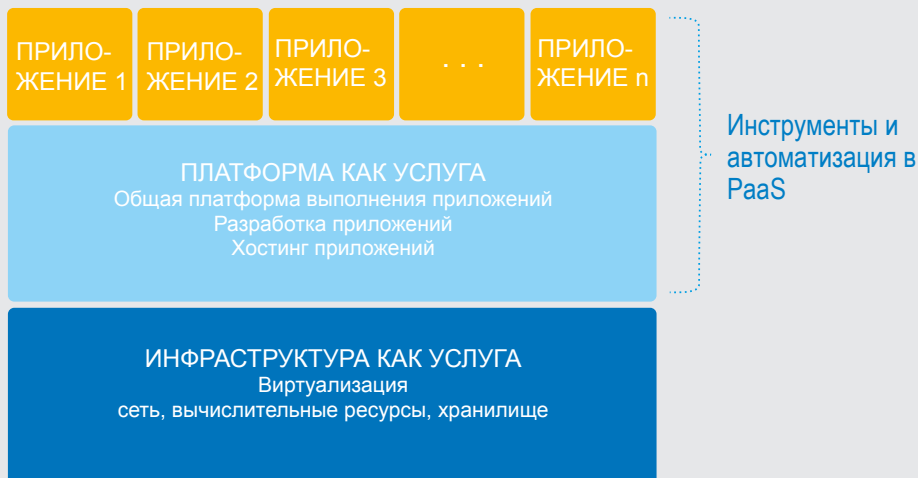 ПРИЛО-
ЖЕНИЕ 1
ПРИЛО-
ЖЕНИЕ 2
ПРИЛО-
ЖЕНИЕ 3
. . .
ПРИЛО-
ЖЕНИЕ n
ПЛАТФОРМА КАК УСЛУГА
Общая платформа выполнения приложений
Разработка приложений
Хостинг приложений
Инструменты и
автоматизация в
PaaS
ИНФРАСТРУКТУРА КАК УСЛУГА
Виртуализация
сеть, вычислительные ресурсы, хранилище